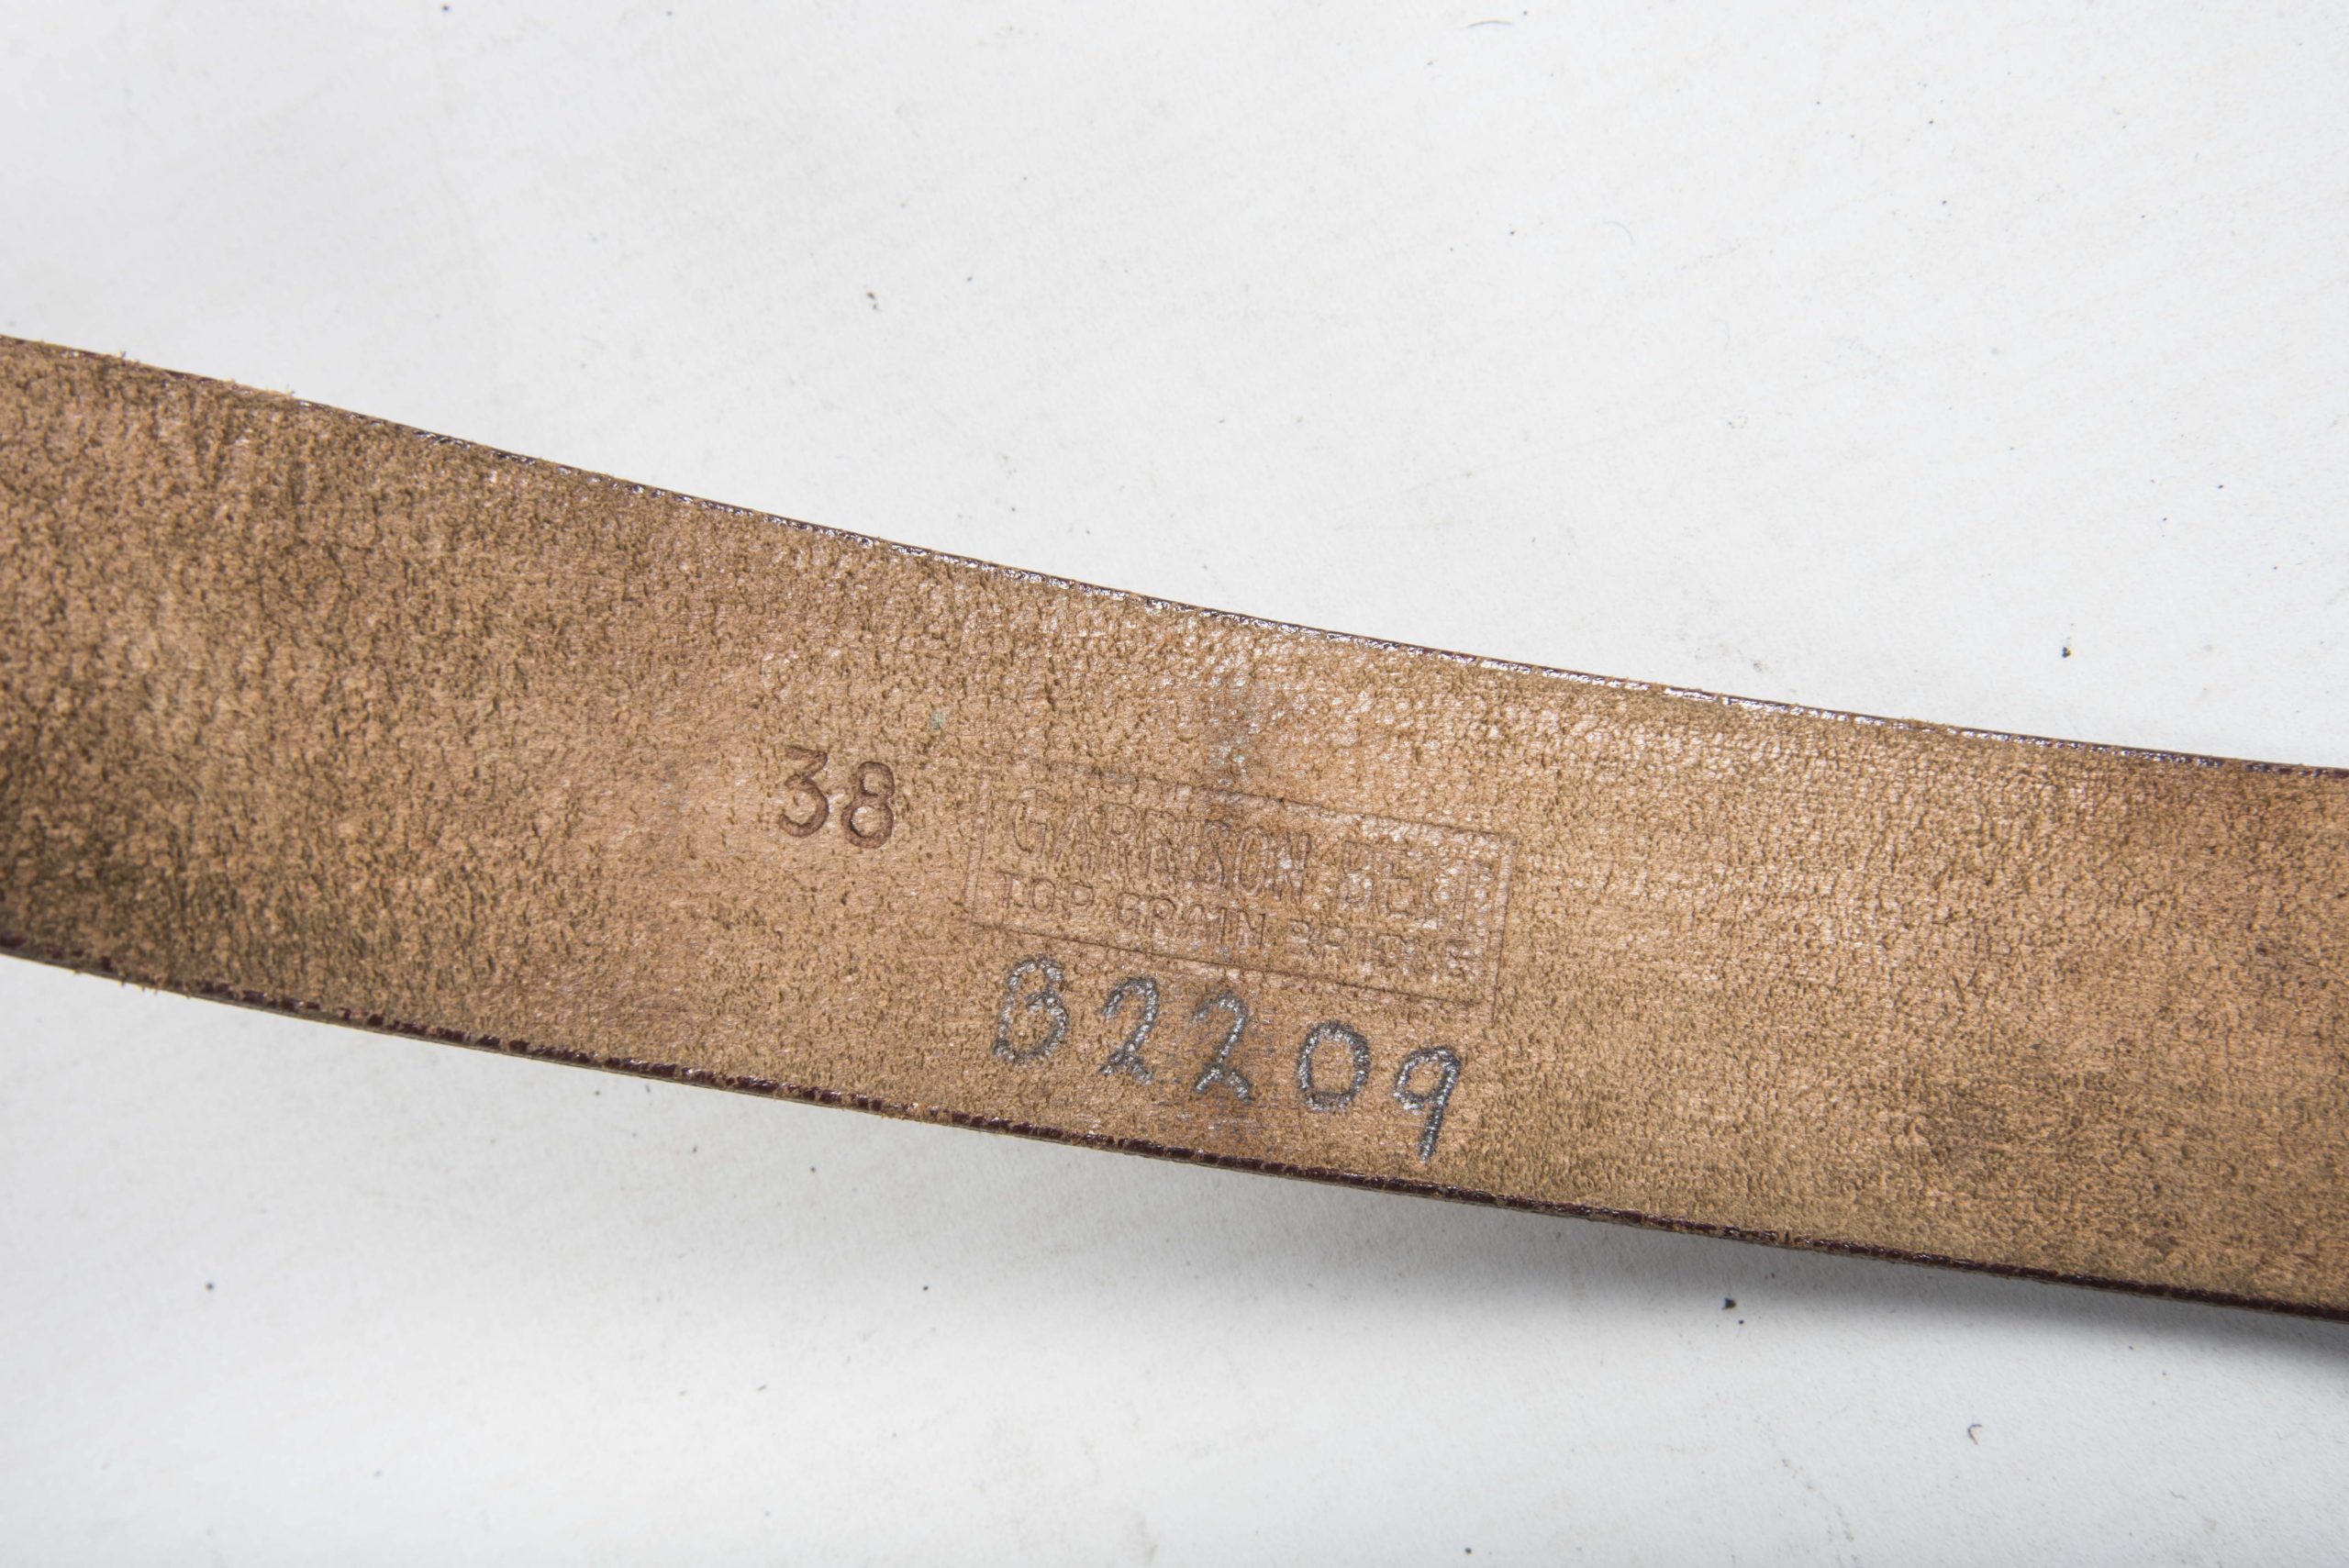 38
GARRISON BELT
TOP GRAIN BRIDLE
B2209